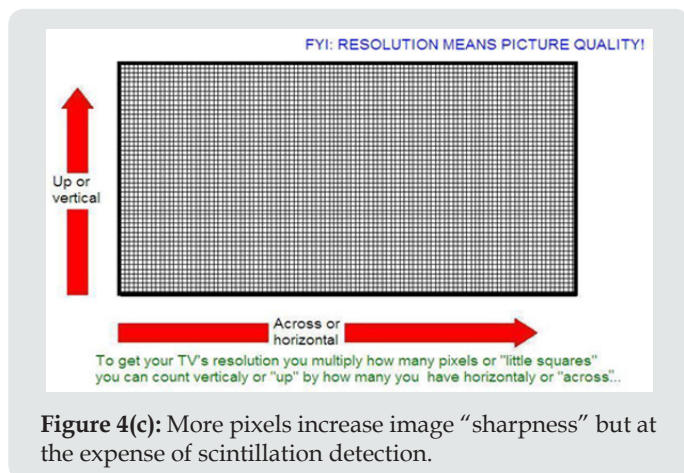 FYI: RESOLUTION MEANS PICTURE QUALITY!
Up or
vertical
Across or
horizontal
To get your TV's resolution you multiply how many pixels or "little squares"
you can count verticaly or "up" by how many you have horizontaly or "across"...
Figure 4(c): More pixels increase image “sharpness” but at
the expense of scintillation detection.